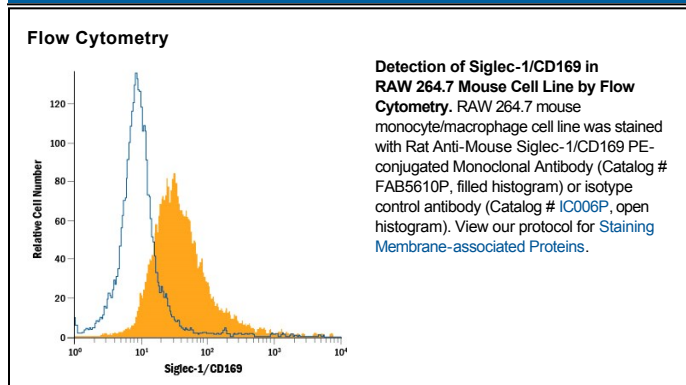 Flow Cytometry
Relative Cell Number
120
100
80
60
40
20
0
10⁰ 10¹ 10² 10³ 10⁴
Siglec-1/CD169
Detection of Siglec-1/CD169 in
RAW 264.7 Mouse Cell Line by Flow
Cytometry. RAW 264.7 mouse
monocyte/macrophage cell line was stained
with Rat Anti-Mouse Siglec-1/CD169 PE-
conjugated Monoclonal Antibody (Catalog #
FAB5610P, filled histogram) or isotype
control antibody (Catalog # IC006P, open
histogram). View our protocol for Staining
Membrane-associated Proteins.